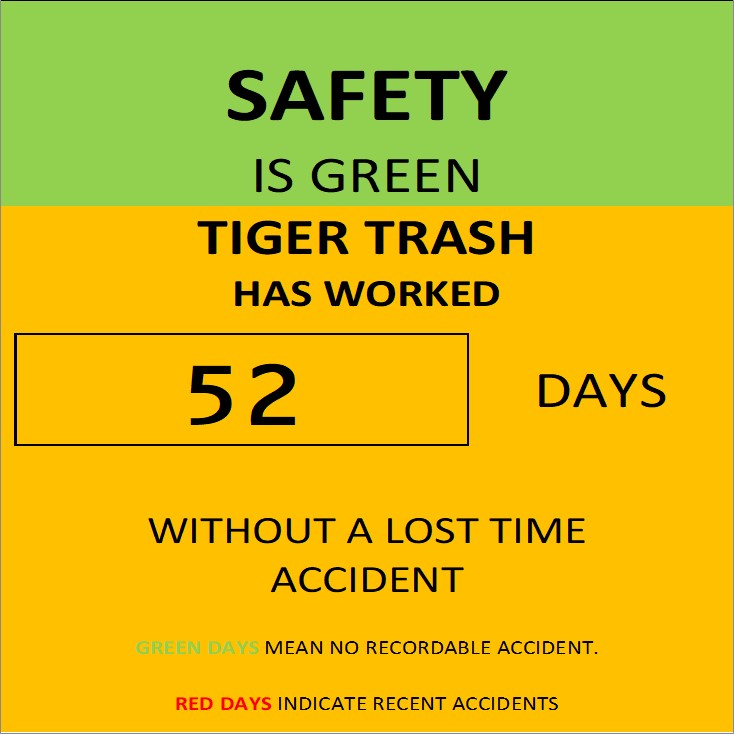 SAFETY
IS GREEN
TIGER TRASH
HAS WORKED
52 DAYS
WITHOUT A LOST TIME
ACCIDENT
GREEN DAYS MEAN NO RECORDABLE ACCIDENT.
RED DAYS INDICATE RECENT ACCIDENTS